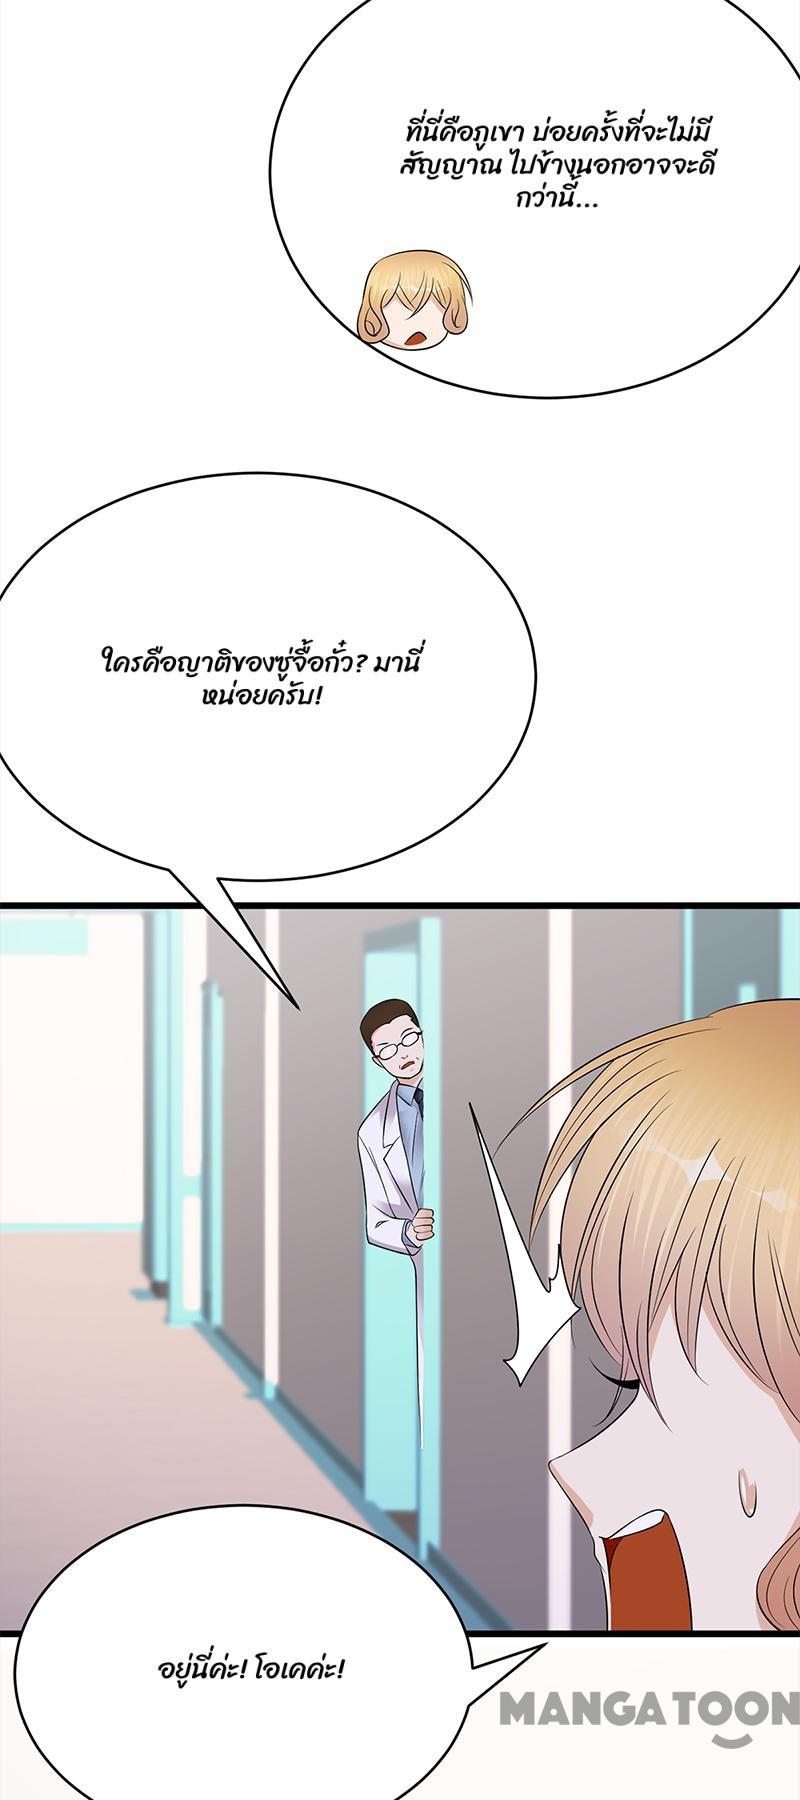 ที่นี่คือภูเขา บ่อยครั้งที่จะไม่มี
สัญญาณ ไปข้างนอกอาจจะดี
กว่านี้...
ใครคือญาติของซู่จื้อกั๋ว? มานี่
หน่อยครับ!
อยู่นี่ค่ะ! โอเคค่ะ!
MANGATOON